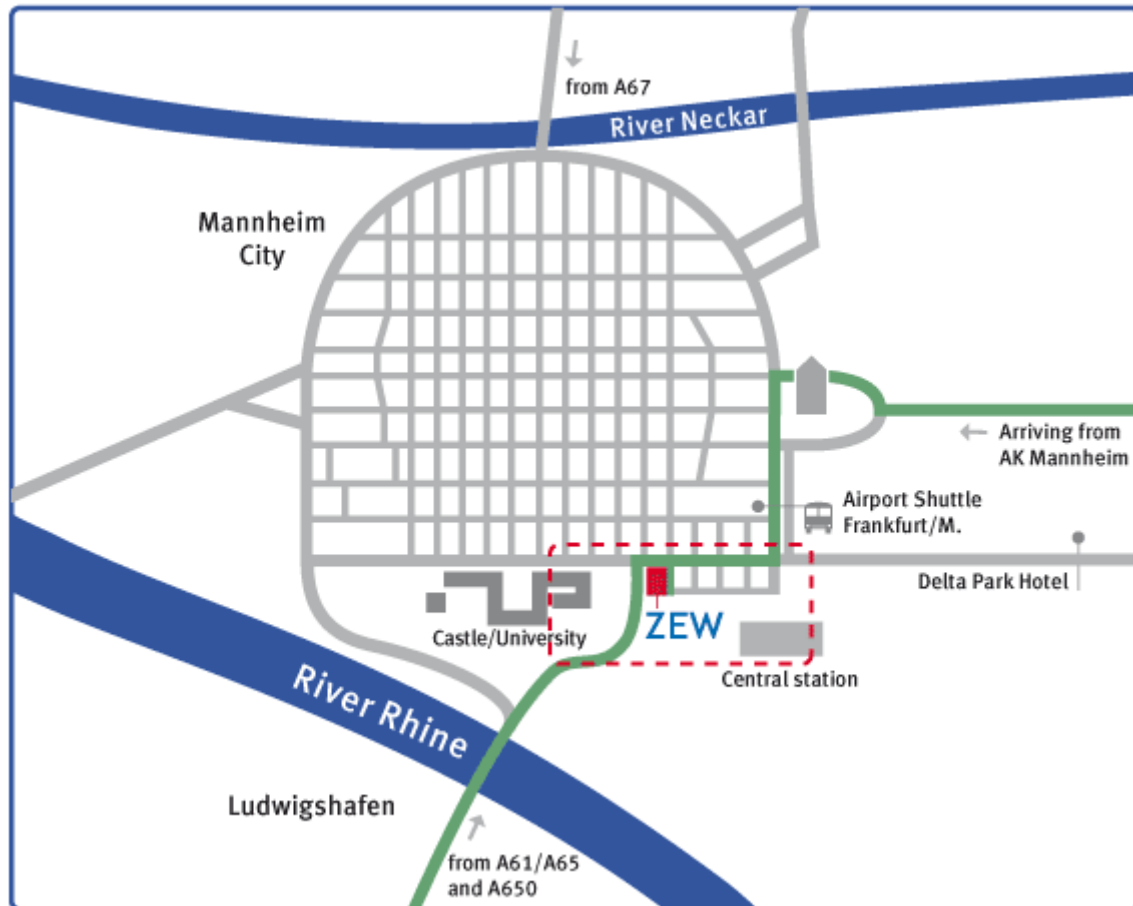 from A67
River Neckar
Mannheim
City
Arriving from
AK Mannheim
Airport Shuttle
Frankfurt/M.
Delta Park Hotel
Castle/University
ZEW
Central station
River Rhine
Ludwigshafen
from A61/A65
and A650